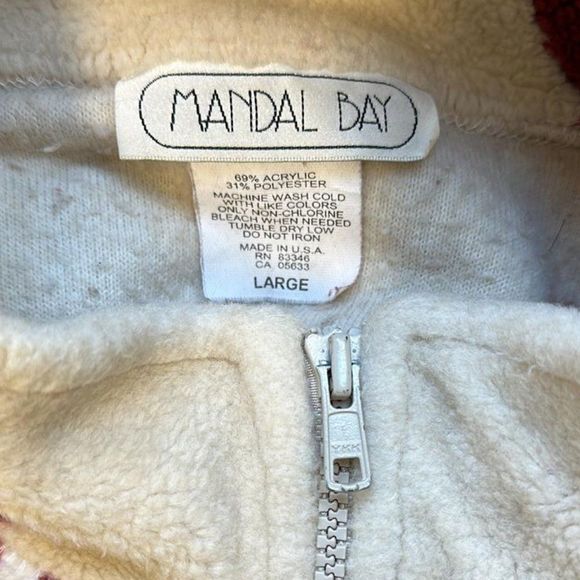 MANDAL BAY
69% ACRYLIC
31% POLYESTER
MACHINE WASH COLD
WITH LIKE COLORS
ONLY NON-CHLORINE
BLEACH WHEN NEEDED
TUMBLE DRY LOW
DO NOT IRON
MADE IN U.S.A.
RN 83346
CA 05633
LARGE
YKK